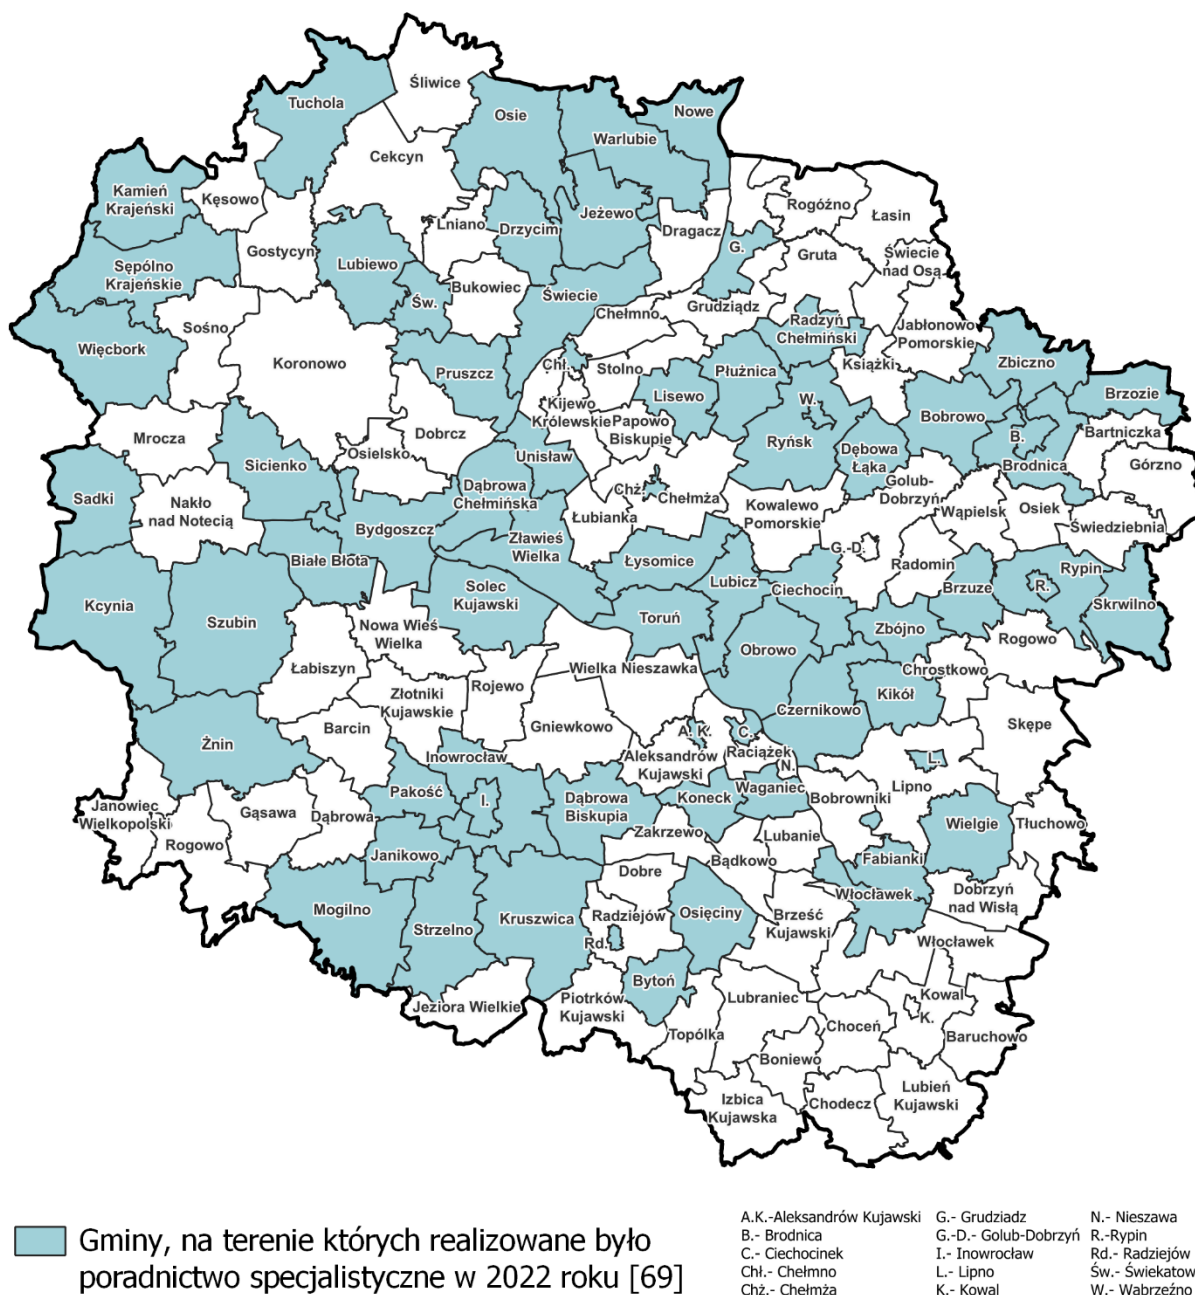 Śliwice
Tuchola
Osie
Nowe
Warlubie
Cekcyn
Kamień
Krajeński
Kęsowo
Rogóźno
Łasin
Lniano
Drzycim
Jeżewo
Dragacz
Gostycyn
Lubiewo
G.
Gruta
Świecie
nad Osą
Sępólno
Krajeńskie
Bukowiec
Św.
Świecie
Chełmno
Grudziądz
Sośno
Radzyń
Chełmiński
Jabłonowo
Pomorskie
Więcbork
Koronowo
Pruszcz
Chł.
Stolno
Płużnica
Książki
Zbiczno
Lisewo
W.
Brzozie
Kijewo
Królewskie
Papowo
Biskupie
Bobrowo
Mrocza
Dobrcz
Ryńsk
B.
Bartniczka
Osielsko
Unisław
Dębowa
Łąka
Brodnica
Górzno
Sicienko
Sadki
Dąbrowa
Chełmińska
Chż.
Chełmża
Golub-
Dobrzyń
Nakło
nad Notecią
Kowalewo
Pomorskie
Wąpielsk
Osiek
Świedziebnia
Bydgoszcz
Łubianka
Zławieś
Wielka
G.-D.
Białe Błota
Łysomice
Radomin
Rypin
Lubicz
Ciechocin
Brzuze
R.
Skrwilno
Kcynia
Solec
Kujawski
Szubin
Toruń
Nowa Wieś
Wielka
Zbójno
Rogowo
Obrowo
Łabiszyn
Wielka Nieszawka
Chrostkowo
Złotniki
Kujawskie
Rojewo
Kikół
Czernikowo
Skępe
Żnin
Barcin
Gniewkowo
A. K.
C.
Inowrocław
Aleksandrów
Kujawski
Raciążek
N.
L.
Lipno
Pakość
I.
Dąbrowa
Biskupia
Koneck
Waganiec
Bobrowniki
Janowiec
Wielkopolski
Gąsawa
Dąbrowa
Wielgie
Tłuchowo
Rogowo
Zakrzewo
Lubanie
Janikowo
Bądkowo
Fabianki
Dobre
Włocławek
Dobrzyń
nad Wisłą
Mogilno
Strzelno
Kruszwica
Radziejów
Osięciny
Brześć
Kujawski
Rd.
Włocławek
Bytoń
Jeziora Wielkie
Piotrków
Kujawski
Lubraniec
Kowal
K.
Topólka
Choceń
Baruchowo
Boniewo
Izbica
Kujawska
Chodecz
Lubień
Kujawski
Gminy, na terenie których realizowane było
poradnictwo specjalistyczne w 2022 roku [69]
A.K.-Aleksandrów Kujawski
B.- Brodnica
C.- Ciechocinek
Chł.- Chełmno
Chż.- Chełmża
G.- Grudziadz
G.-D.- Golub-Dobrzyń
I.- Inowrocław
L.- Lipno
K.- Kowal
N.- Nieszawa
R.-Rypin
Rd.- Radziejów
Św.- Świekatow
W.- Wąbrzeźno